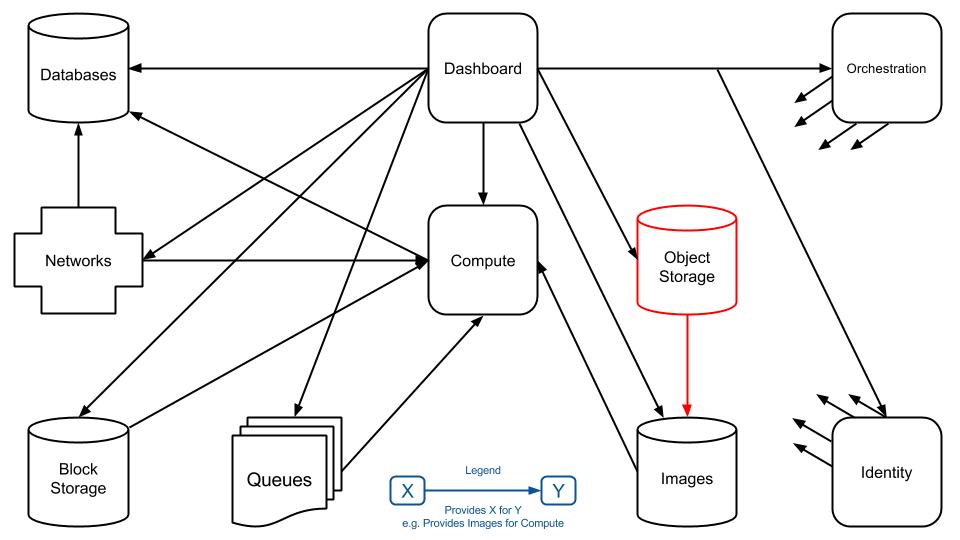 Databases
Dashboard
Orchestration
Networks
Compute
Object
Storage
Block
Storage
Queues
Legend
X
Y
Provides X for Y
e.g. Provides Images for Compute
Images
Identity